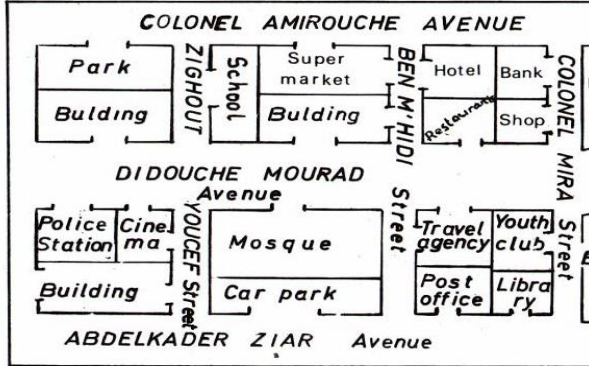 COLONEL AMIROUCHE AVENUE
Park
Bulding
ZIGHOUT
School
Super
market
Bulding
BEN M'HIDI
Hotel
Bank
Restaurant
Shop
COLONEL MIRA
DIDOUCHE MOURAD
Avenue
Police
Station
Cine
ma
Building
YOUCEF Street
Mosque
Car park
Street
Travel
agency
Youth
club
Post
office
Libra
ry
Street
ABDELKADER ZIAR Avenue